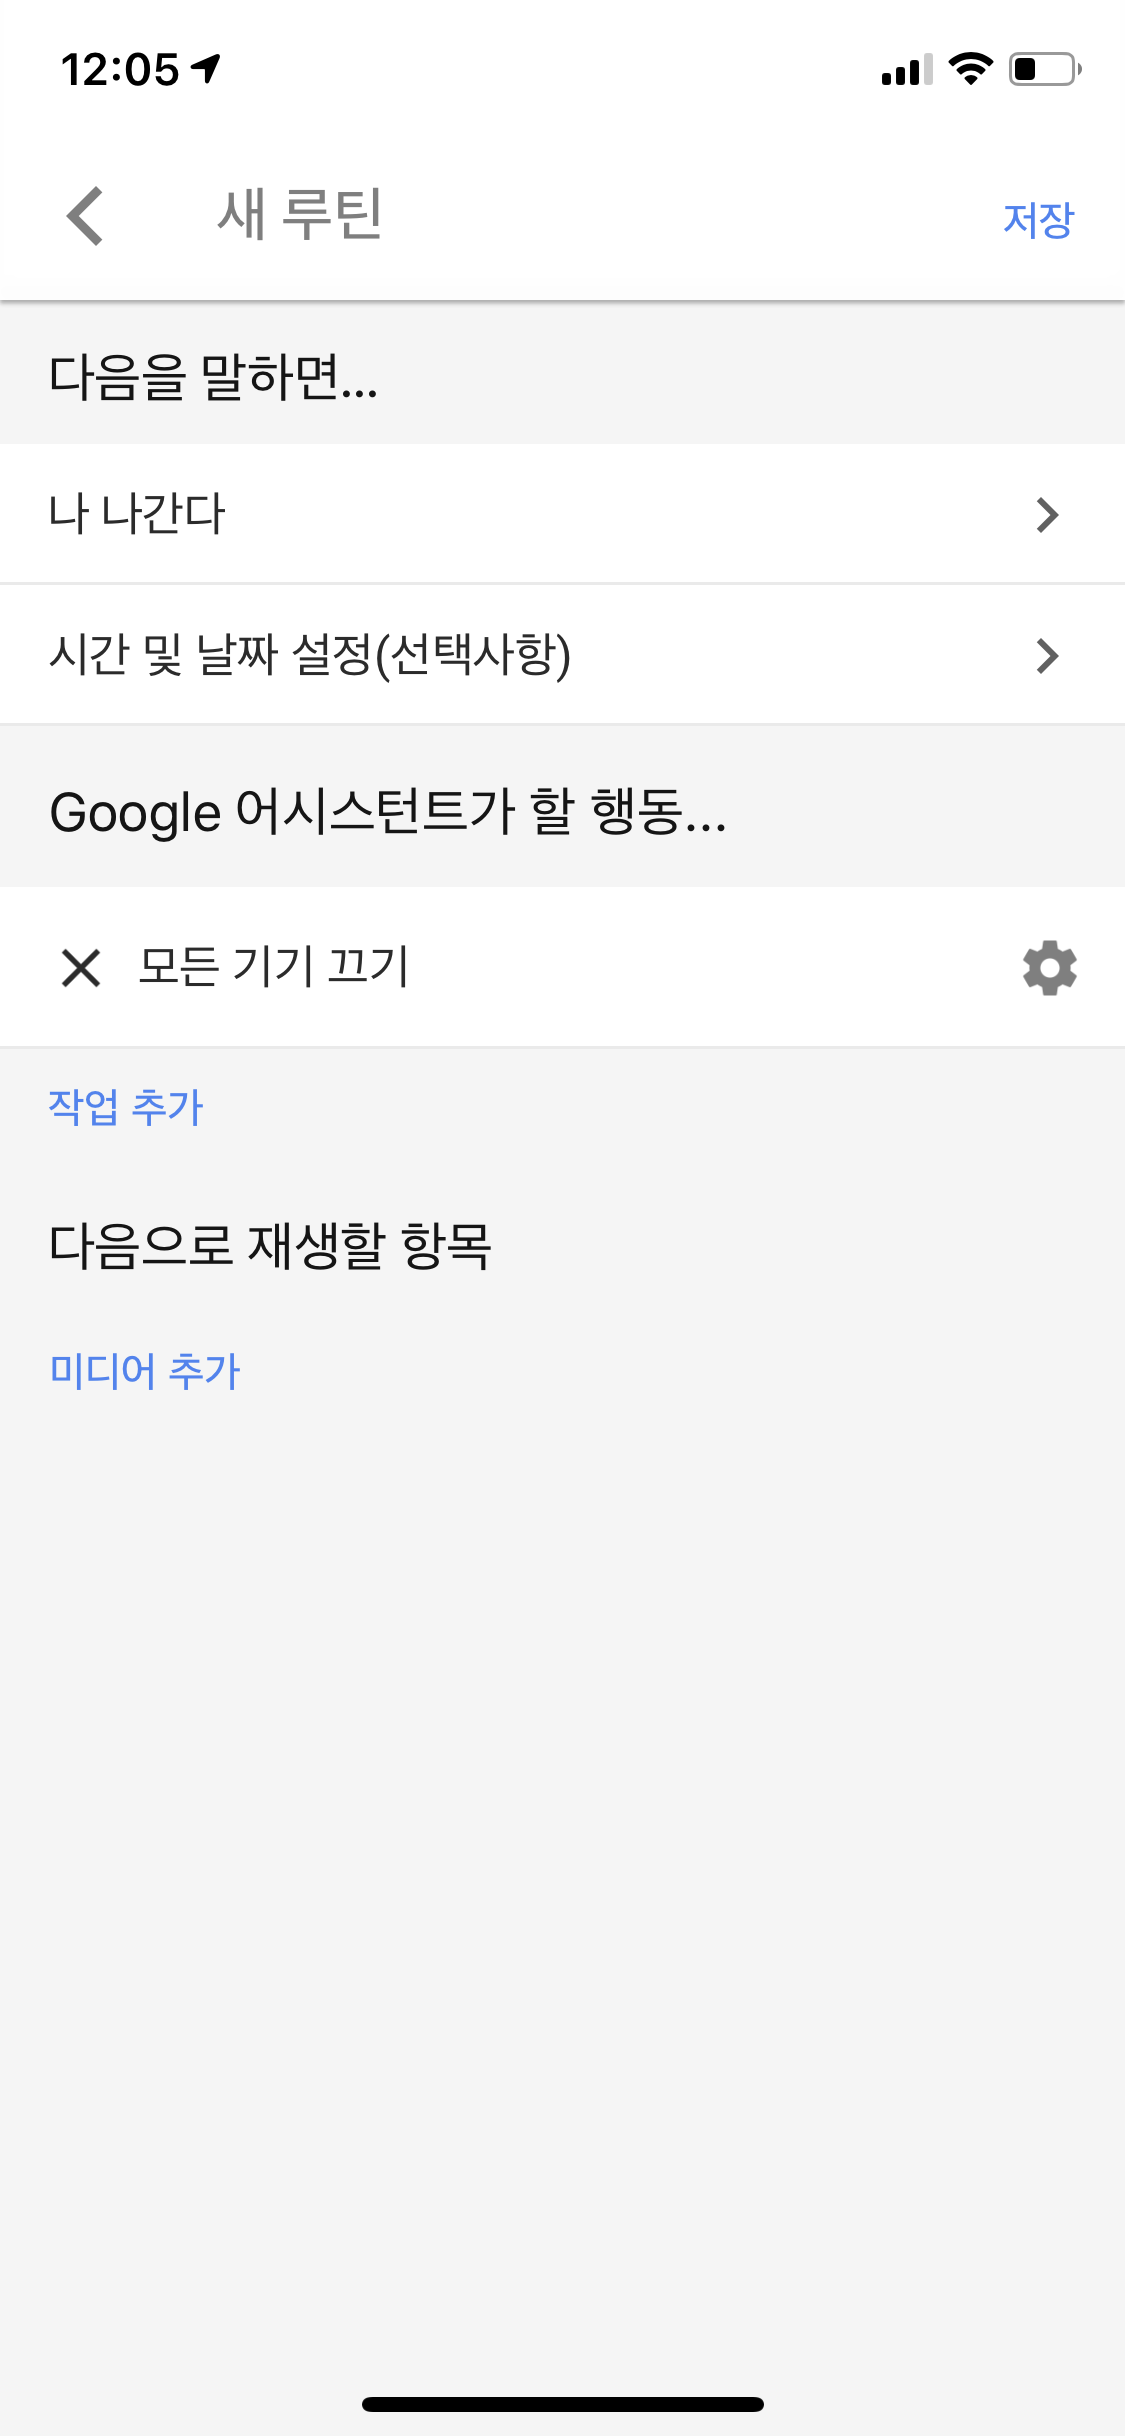 12:05
새 루틴
저장
다음을 말하면...
나 나간다
시간 및 날짜 설정(선택사항)
Google 어시스턴트가 할 행동...
모든 기기 끄기
작업 추가
다음으로 재생할 항목
미디어 추가